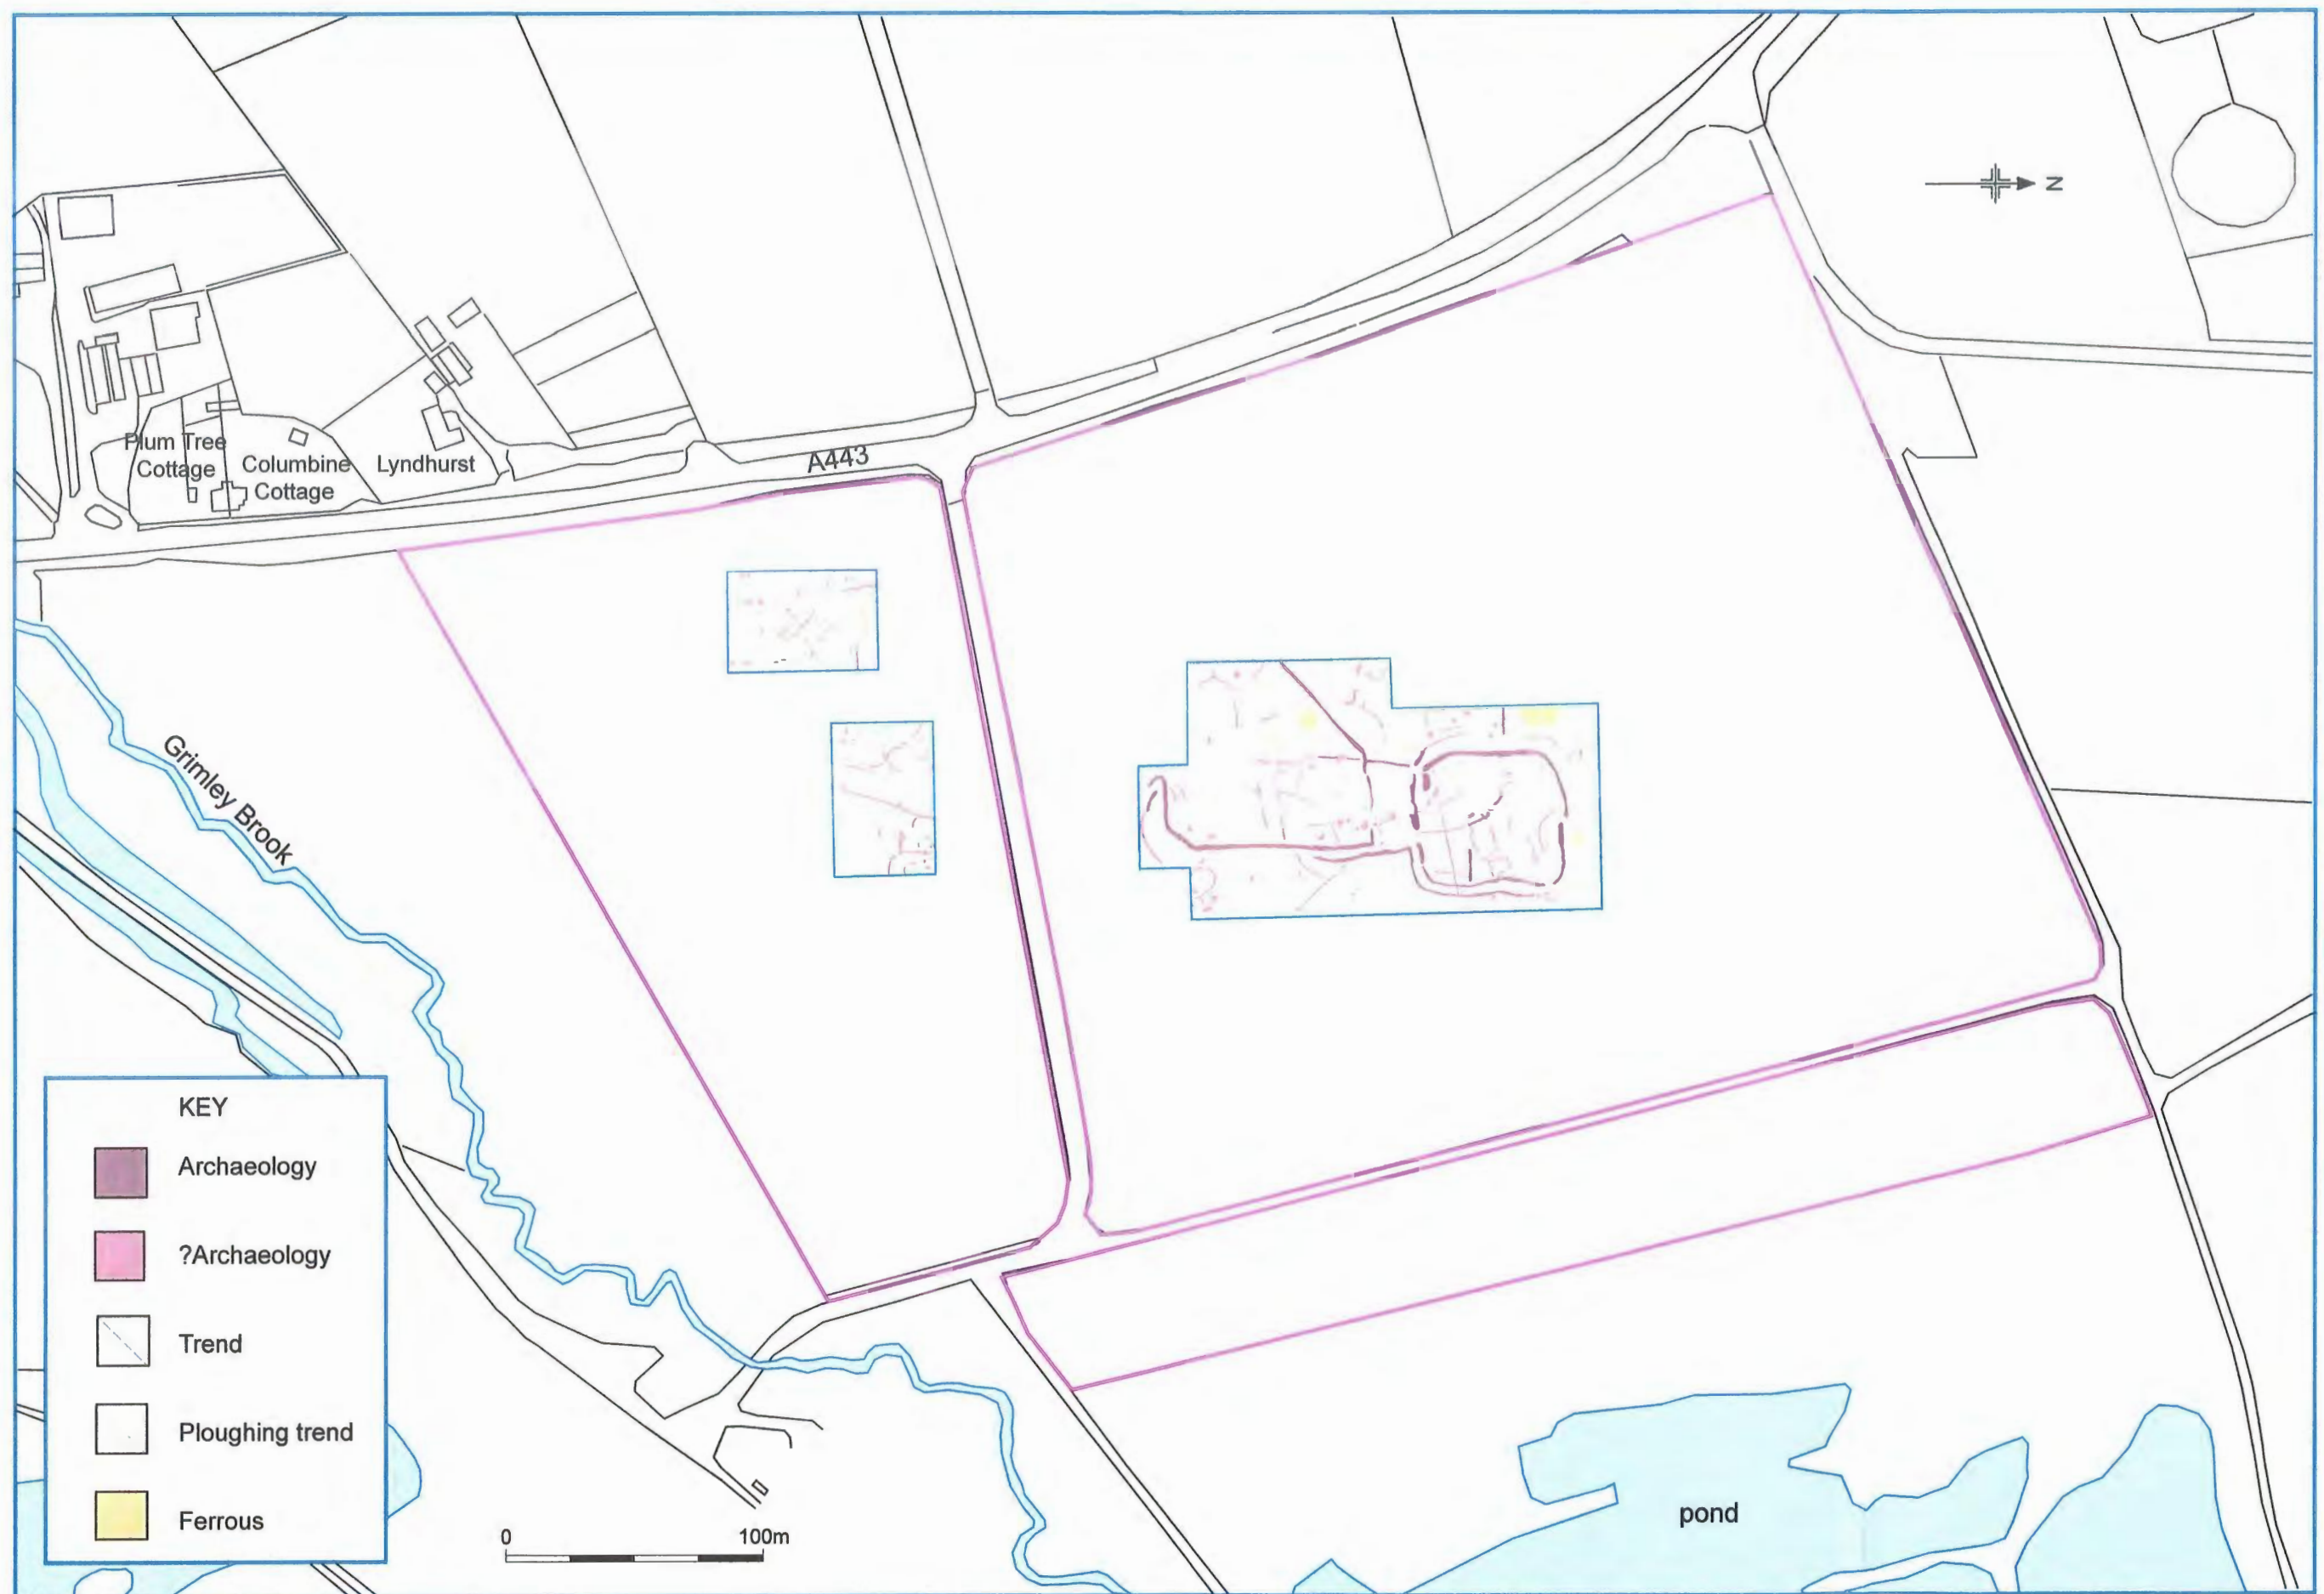 N
Plum Tree
Cottage
Columbine
Cottage
Lyndhurst
A443
Grimley Brook
KEY
Archaeology
?Archaeology
Trend
Ploughing trend
Ferrous
0
100m
pond